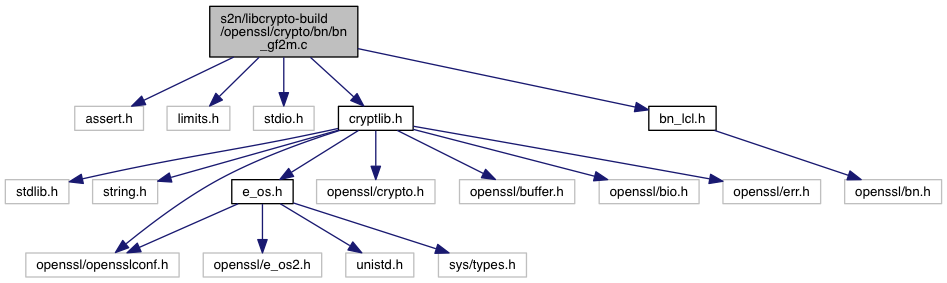 s2n/libcrypto-build
/openssl/crypto/bn/bn
_gf2m.c
assert.h
limits.h
stdio.h
cryptlib.h
bn_lcl.h
stdlib.h
string.h
e_os.h
openssl/crypto.h
openssl/buffer.h
openssl/bio.h
openssl/err.h
openssl/bn.h
openssl/opensslconf.h
openssl/e_os2.h
unistd.h
sys/types.h